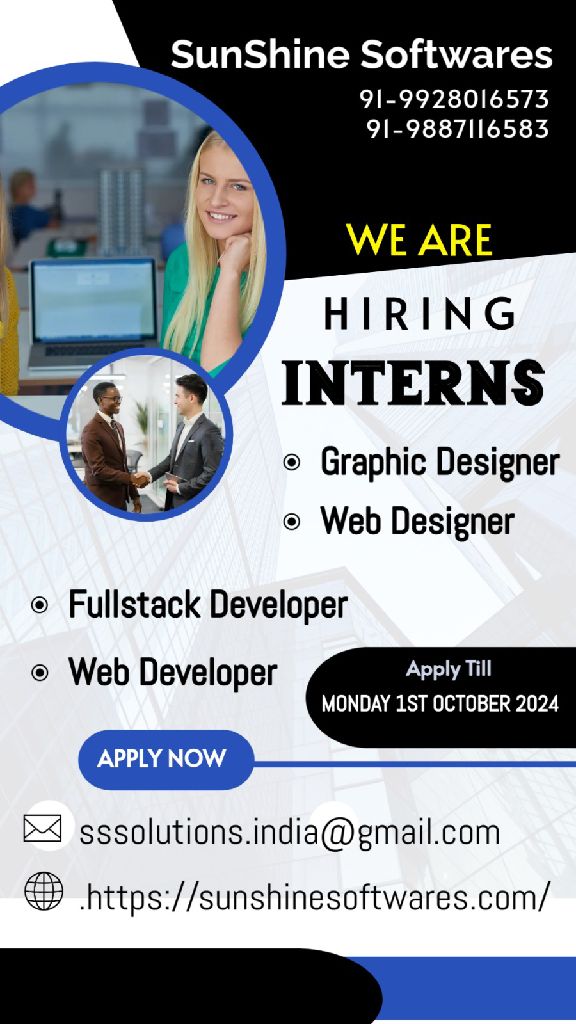 SunShine Softwares
91-9928016573
91-9887116583
WE ARE
HIRING
INTERNS
Graphic Designer
Web Designer
Fullstack Developer
Web Developer
Apply Till
MONDAY 1ST OCTOBER 2024
APPLY NOW
sssolutions.india@gmail.com
.https://sunshinesoftwares.com/